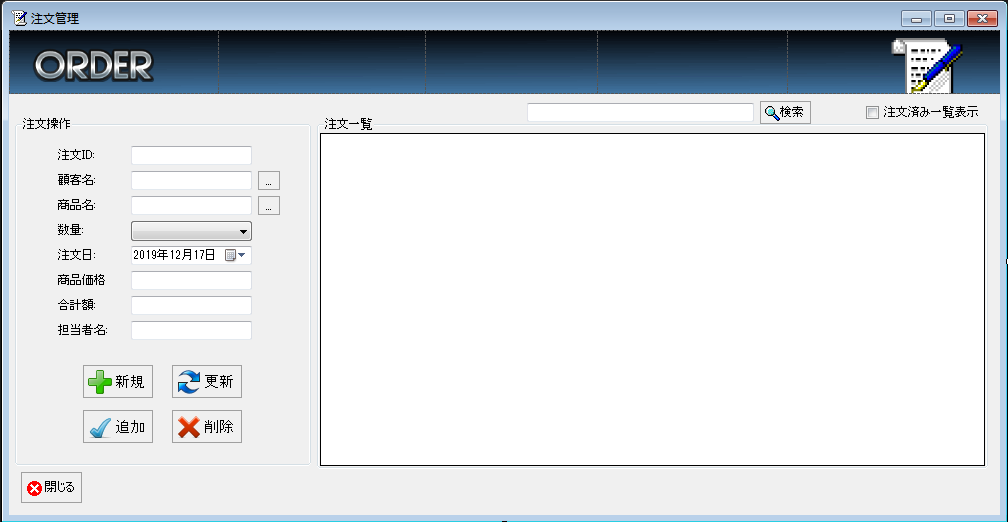 注文管理
ORDER
検索
注文済み一覧表示
注文操作
注文ID:
顧客名:
...
商品名:
...
数量:
注文日:
2019年12月17日
商品価格
合計額:
担当者名:
新規
更新
追加
削除
注文一覧
閉じる